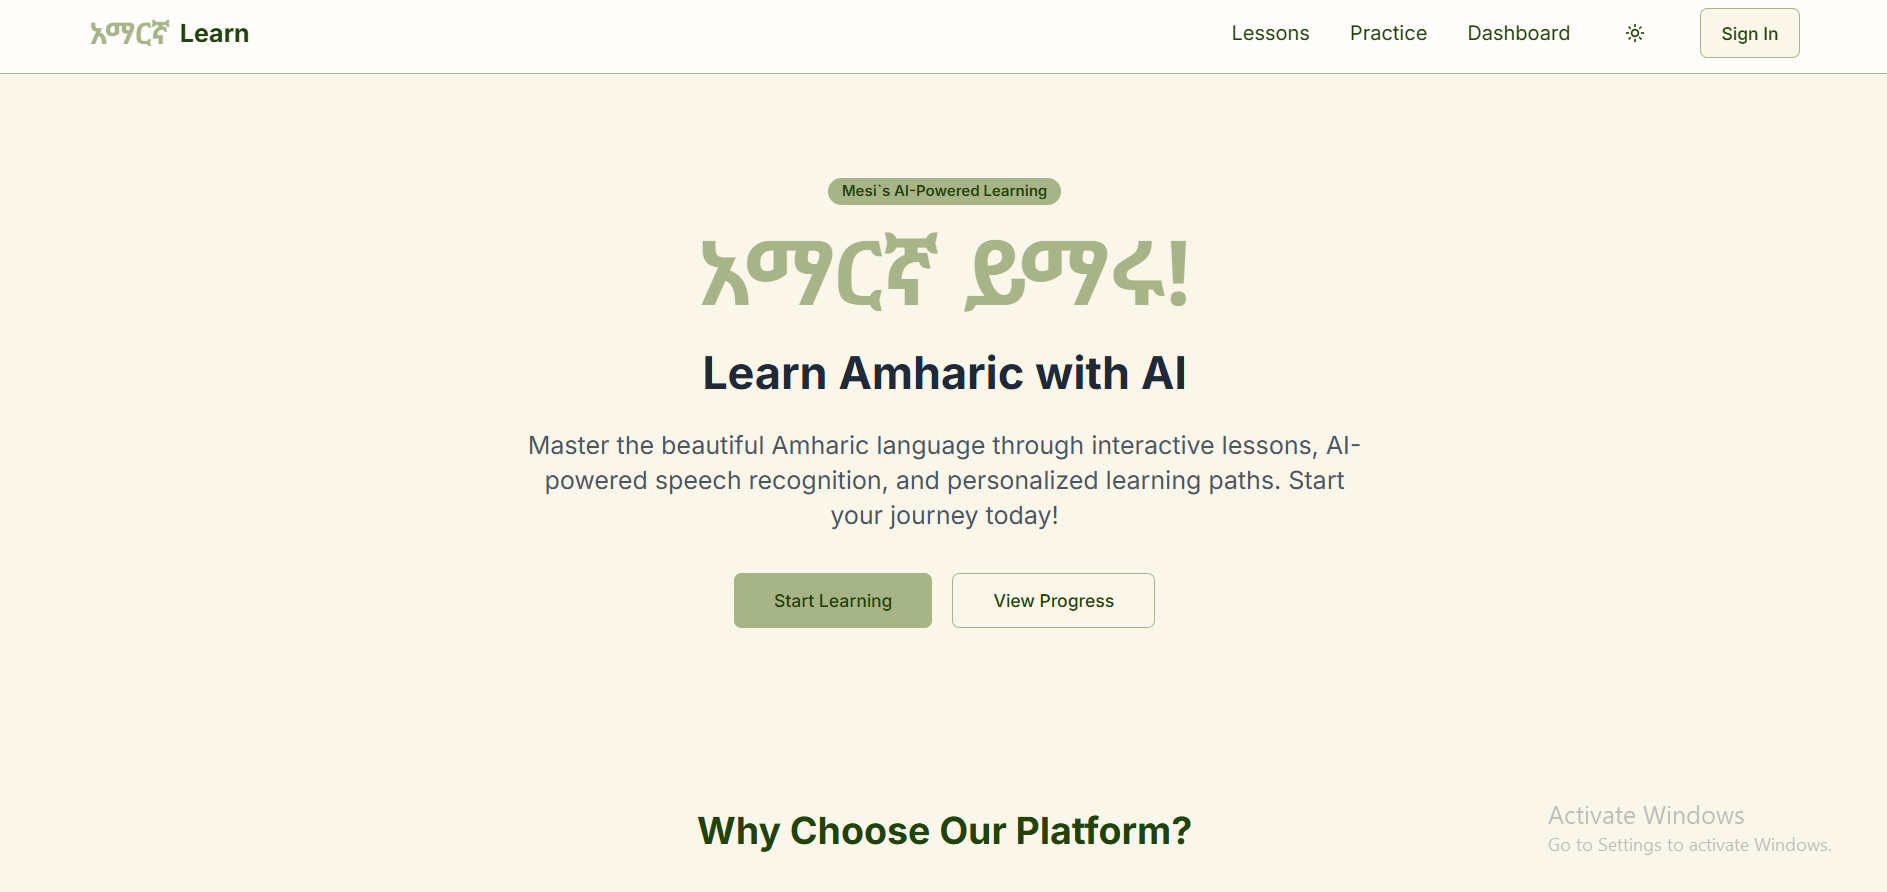 አማርኛ Learn
Lessons
Practice
Dashboard
Sign In
Mesi`s AI-Powered Learning
አማርኛ ይማሩ!
Learn Amharic with AI
Master the beautiful Amharic language through interactive lessons, AI-
powered speech recognition, and personalized learning paths. Start
your journey today!
Start Learning
View Progress
Why Choose Our Platform?
Activate Windows
Go to Settings to activate Windows.